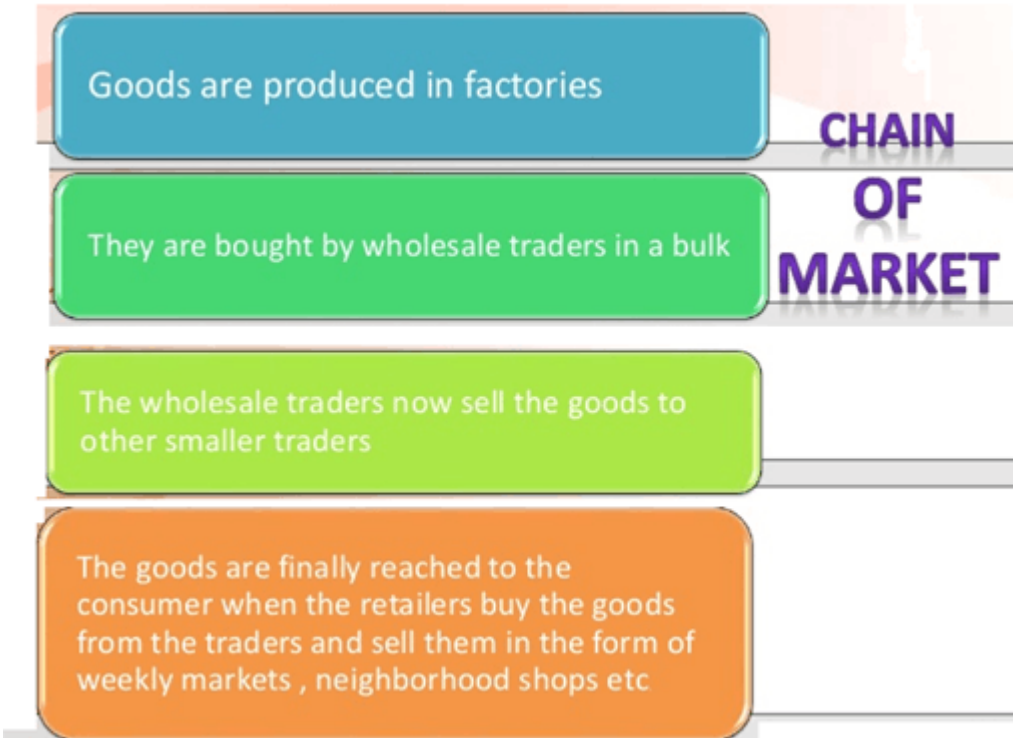 Goods are produced in factories
CHAIN
OF
MARKET
They are bought by wholesale traders in a bulk
The wholesale traders now sell the goods to
other smaller traders
The goods are finally reached to the
consumer when the retailers buy the goods
from the traders and sell them in the form of
weekly markets , neighborhood shops etc